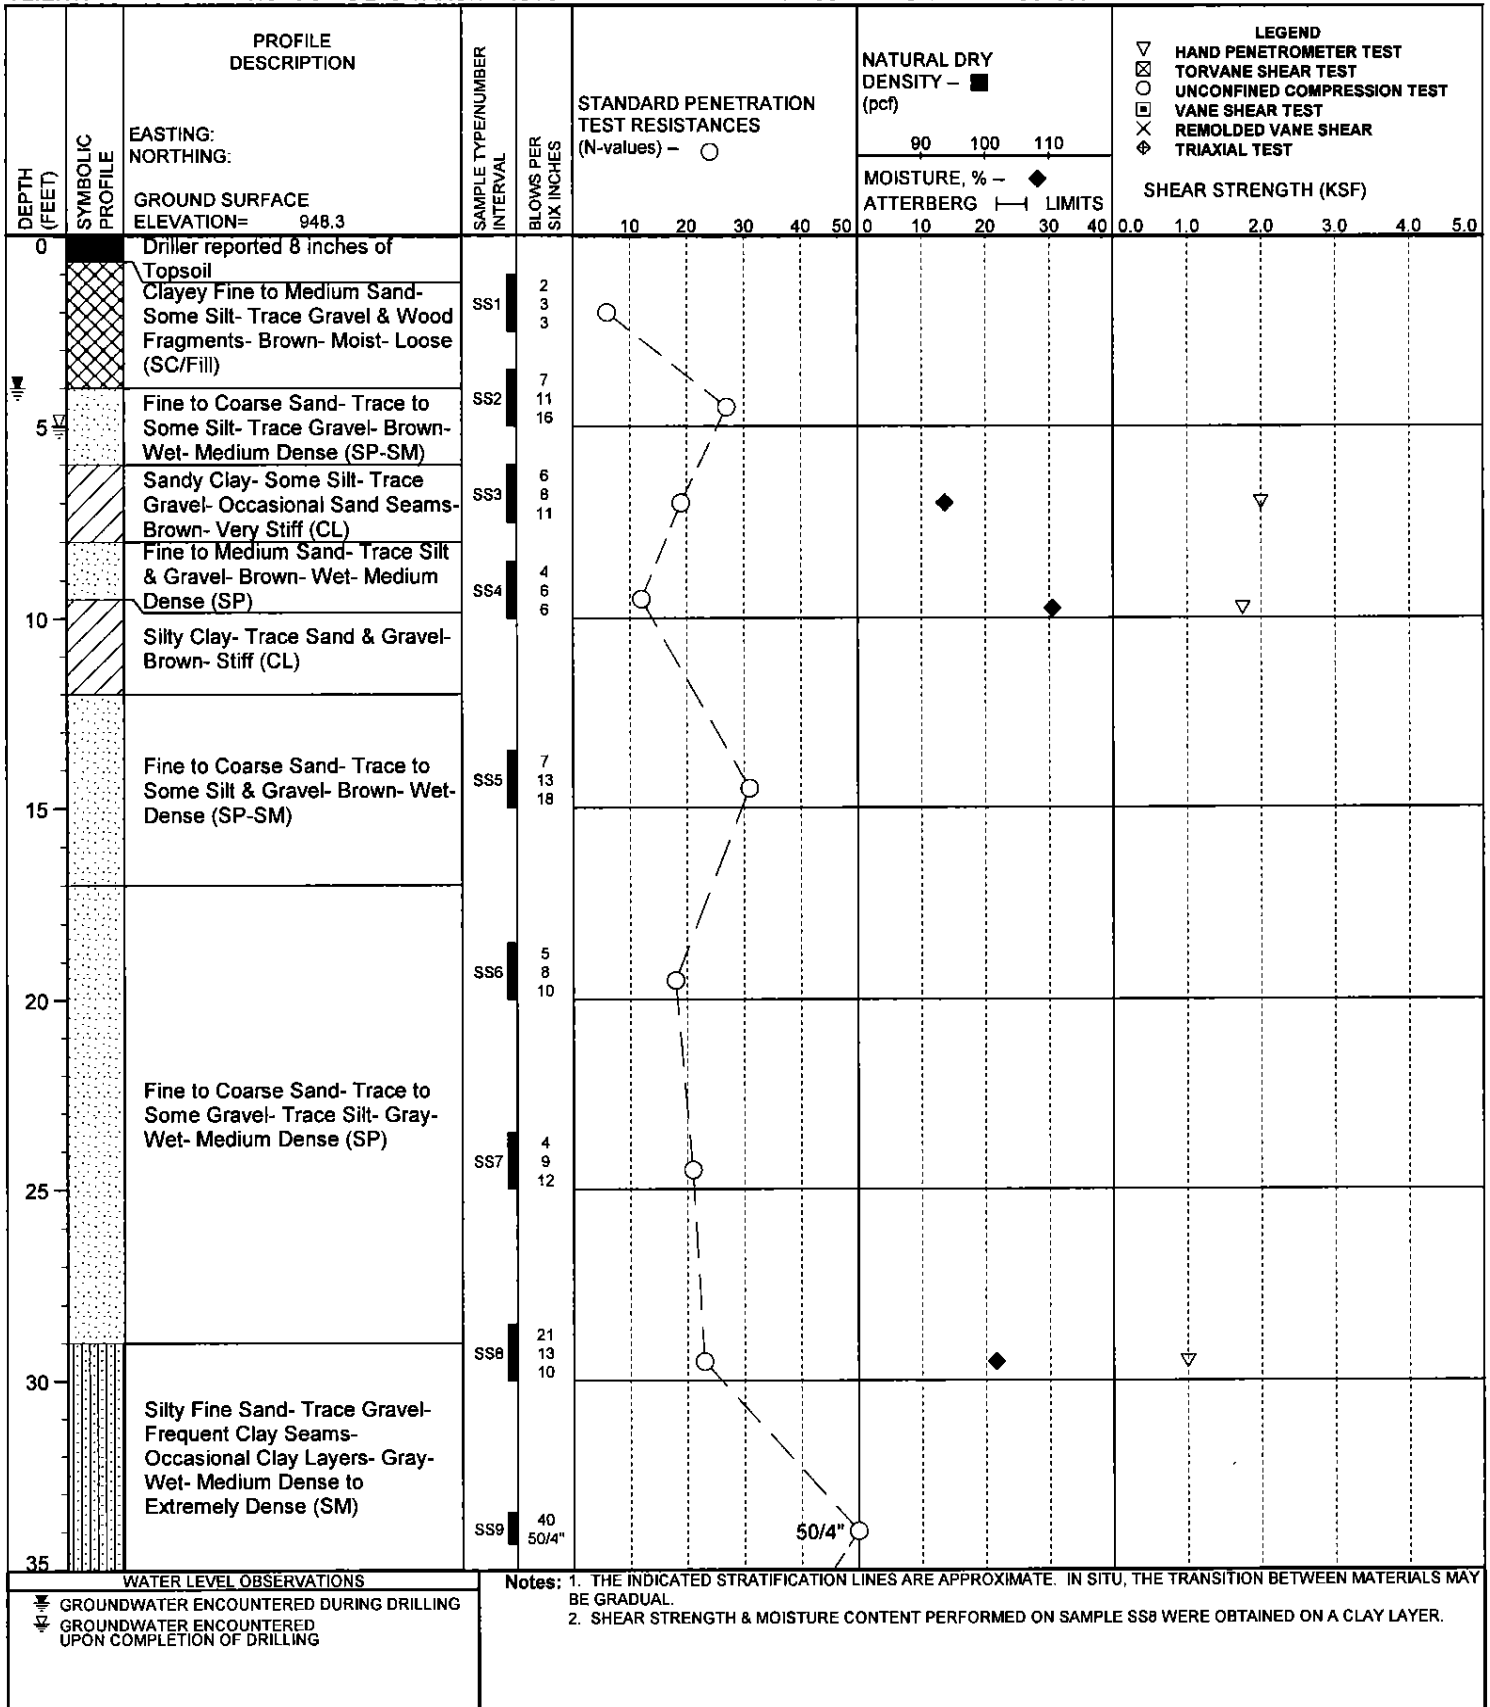 PROFILE
DESCRIPTION
EASTING:
NORTHING:
GROUND SURFACE
ELEVATION= 948.3
DEPTH
(FEET)
SYMBOLIC
PROFILE
SAMPLE TYPE/NUMBER
INTERVAL
BLOWS PER
SIX INCHES
STANDARD PENETRATION
TEST RESISTANCES
(N-values) –
10 20 30 40 50
NATURAL DRY
DENSITY –
(pcf)
90 100 110
MOISTURE, % –
ATTERBERG LIMITS
0 10 20 30 40
LEGEND
HAND PENETROMETER TEST
TORVANE SHEAR TEST
UNCONFINED COMPRESSION TEST
VANE SHEAR TEST
REMOLDED VANE SHEAR
TRIAXIAL TEST
SHEAR STRENGTH (KSF)
0.0 1.0 2.0 3.0 4.0 5.0
0
Driller reported 8 inches of
Topsoil
Clayey Fine to Medium Sand-
Some Silt- Trace Gravel & Wood
Fragments- Brown- Moist- Loose
(SC/Fill)
SS1
2
3
3
Fine to Coarse Sand- Trace to
Some Silt- Trace Gravel- Brown-
Wet- Medium Dense (SP-SM)
SS2
7
11
16
5
Sandy Clay- Some Silt- Trace
Gravel- Occasional Sand Seams-
Brown- Very Stiff (CL)
SS3
6
8
11
Fine to Medium Sand- Trace Silt
& Gravel- Brown- Wet- Medium
Dense (SP)
SS4
4
6
6
10
Silty Clay- Trace Sand & Gravel-
Brown- Stiff (CL)
Fine to Coarse Sand- Trace to
Some Silt & Gravel- Brown- Wet-
Dense (SP-SM)
SS5
7
13
18
15
SS6
5
8
10
20
Fine to Coarse Sand- Trace to
Some Gravel- Trace Silt- Gray-
Wet- Medium Dense (SP)
SS7
4
9
12
25
SS8
21
13
10
30
Silty Fine Sand- Trace Gravel-
Frequent Clay Seams-
Occasional Clay Layers- Gray-
Wet- Medium Dense to
Extremely Dense (SM)
SS9
40
50/4"
50/4"
35
WATER LEVEL OBSERVATIONS
GROUNDWATER ENCOUNTERED DURING DRILLING
GROUNDWATER ENCOUNTERED
UPON COMPLETION OF DRILLING
Notes: 1. THE INDICATED STRATIFICATION LINES ARE APPROXIMATE. IN SITU, THE TRANSITION BETWEEN MATERIALS MAY
BE GRADUAL.
2. SHEAR STRENGTH & MOISTURE CONTENT PERFORMED ON SAMPLE SS8 WERE OBTAINED ON A CLAY LAYER.